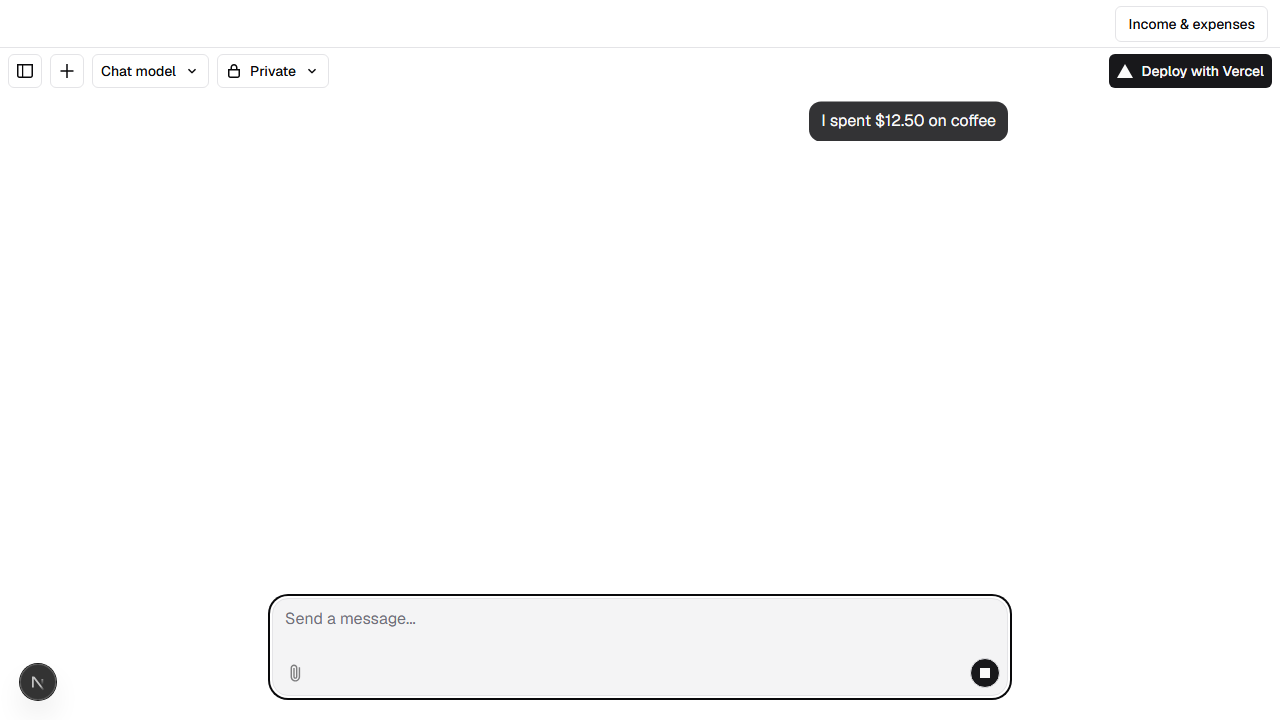 Income & expenses
Chat model
Private
Deploy with Vercel
I spent $12.50 on coffee
Send a message...
N